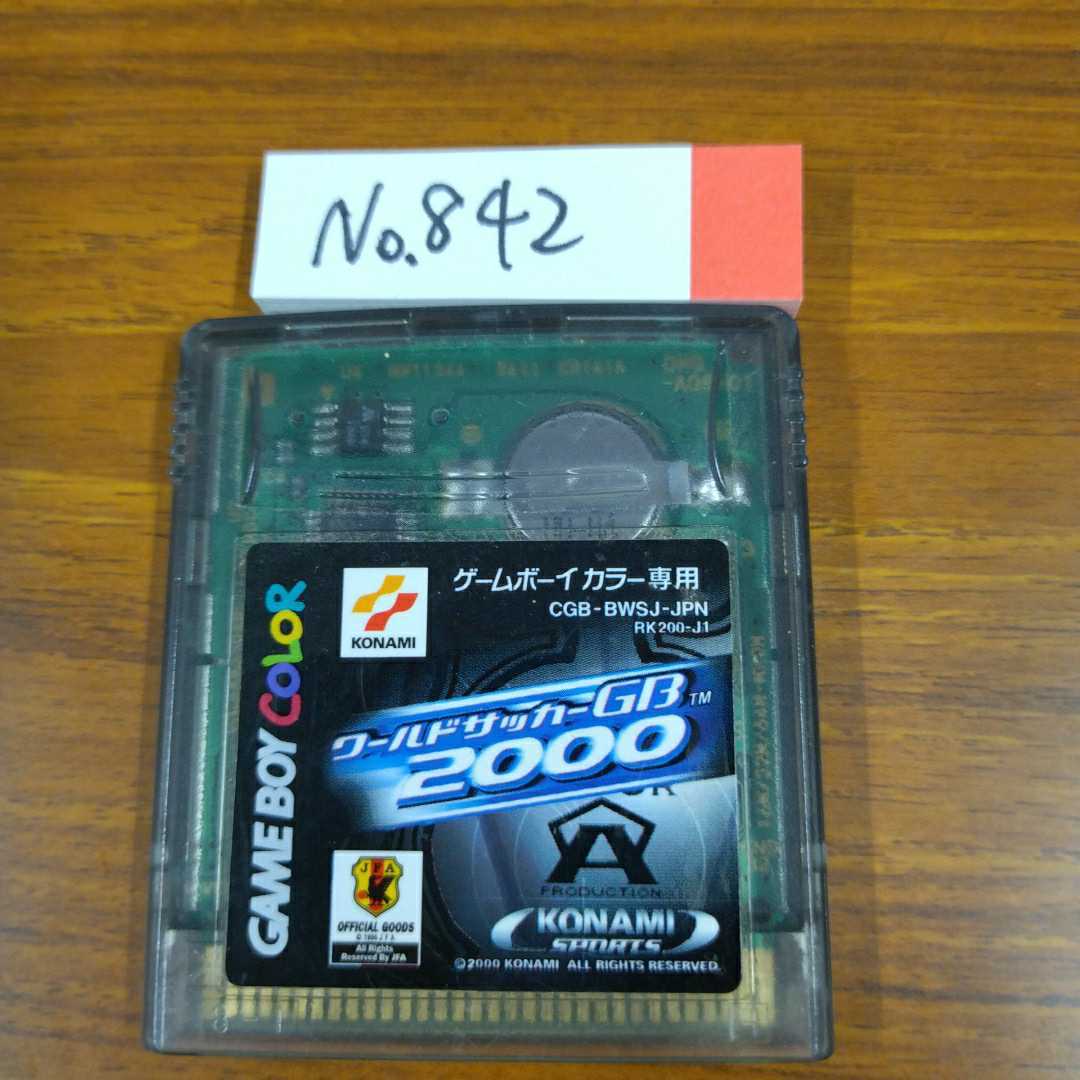 No.842
KONAMI
ゲームボーイカラー専用
CGB-BWSJ-JPN
RK200-J1
GAME BOY COLOR
ワールドサッカーGB™
2000
JFA
OFFICIAL GOODS
© 1996 J F A
All Rights
Reserved By JFA
A
PRODUCTION
KONAMI
SPORTS
©2000 KONAMI ALL RIGHTS RESERVED.